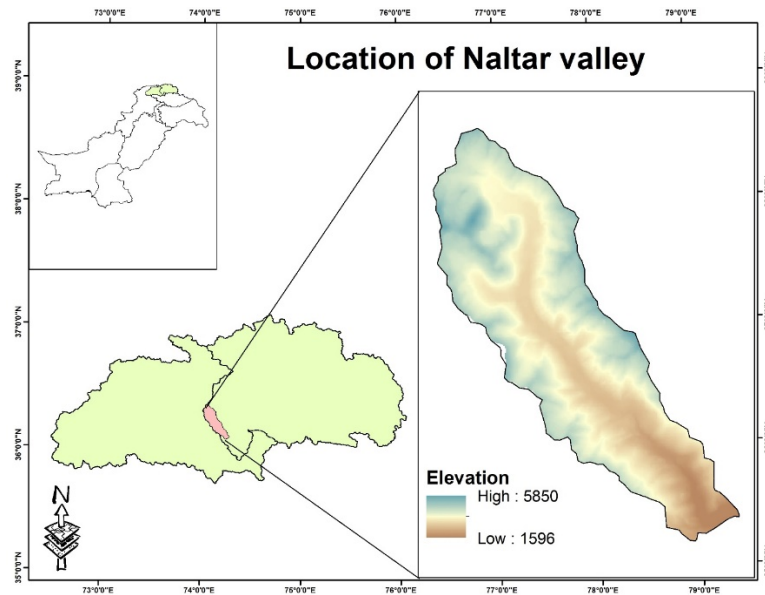 73°0'0"E 74°0'0"E 75°0'0"E 77°0'0"E 78°0'0"E 79°0'0"E
Location of Naltar valley
39°0'0"N
38°0'0"N
37°0'0"N
36°0'0"N
35°0'0"N
N
Elevation
High : 5850
Low : 1596
73°0'0"E 74°0'0"E 75°0'0"E 76°0'0"E 77°0'0"E 78°0'0"E 79°0'0"E